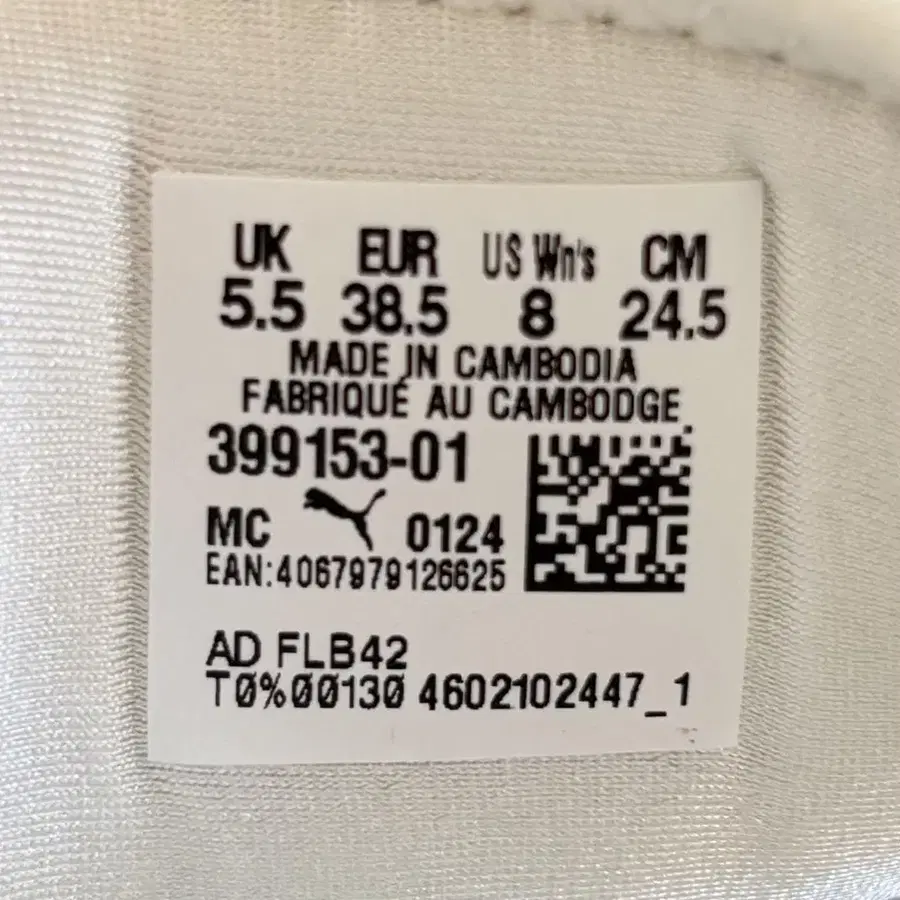 UK EUR US Wn's CM
5.5 38.5 8 24.5
MADE IN CAMBODIA
FABRIQUÉ AU CAMBODGE
399153-01
MC 0124
EAN:4067979126625
AD FLB42
T0%00130 4602102447_1